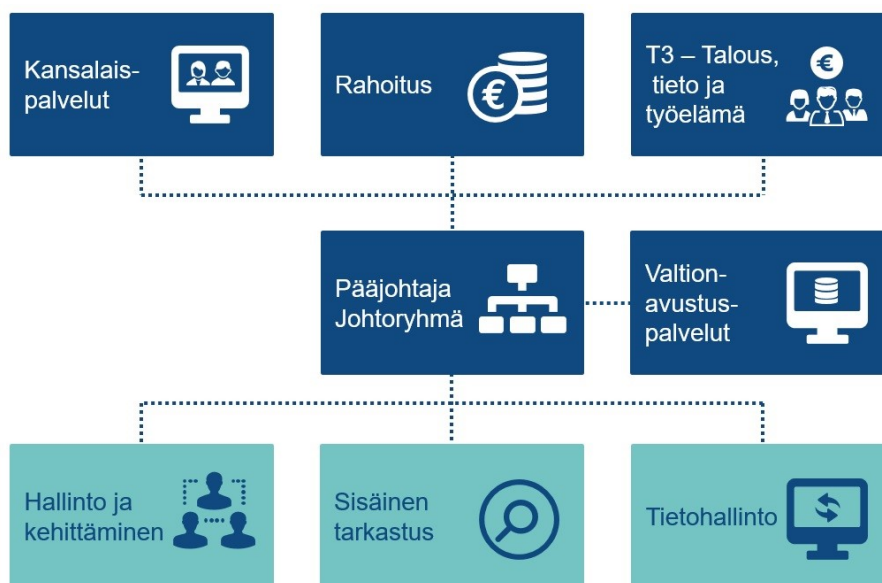 Kansalais-
palvelut
Rahoitus
T3 – Talous,
tieto ja
työelämä
Pääjohtaja
Johtoryhmä
Valtion-
avustus-
palvelut
Hallinto ja
kehittäminen
Sisäinen
tarkastus
Tietohallinto